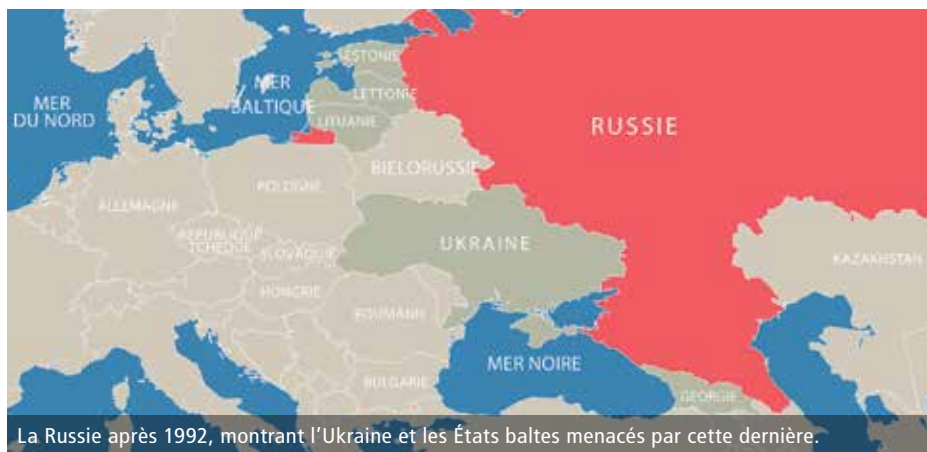 ESTONIE
MER
BALTIQUE
MER
DU NORD
LETTONIE
LITUANIE
RUSSIE
BIELORUSSIE
POLOGNE
ALLEMAGNE
RÉPUBLIQUE
TCHEQUE
SLOVAQUIE
UKRAINE
KAZAKHSTAN
HONGRIE
ROUMANIE
MER NOIRE
BULGARIE
GEORGIE
La Russie après 1992, montrant l'Ukraine et les États baltes menacés par cette dernière.